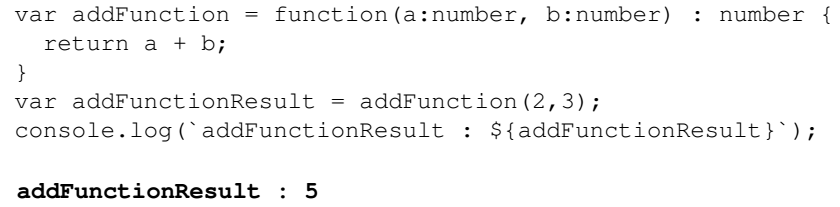 var addFunction = function(a:number, b:number) : number {
  return a + b;
}
var addFunctionResult = addFunction(2,3);
console.log(`addFunctionResult : ${addFunctionResult}`);
addFunctionResult : 5